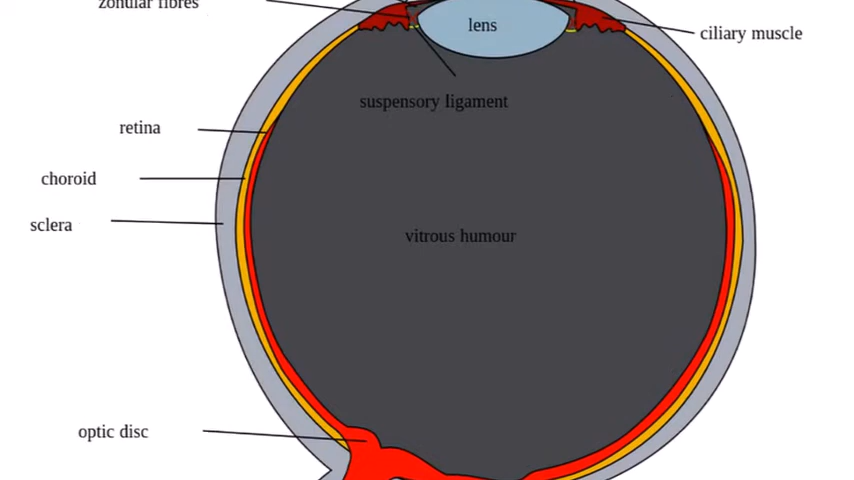 zonular fibres
lens
ciliary muscle
suspensory ligament
retina
choroid
sclera
vitrous humour
optic disc